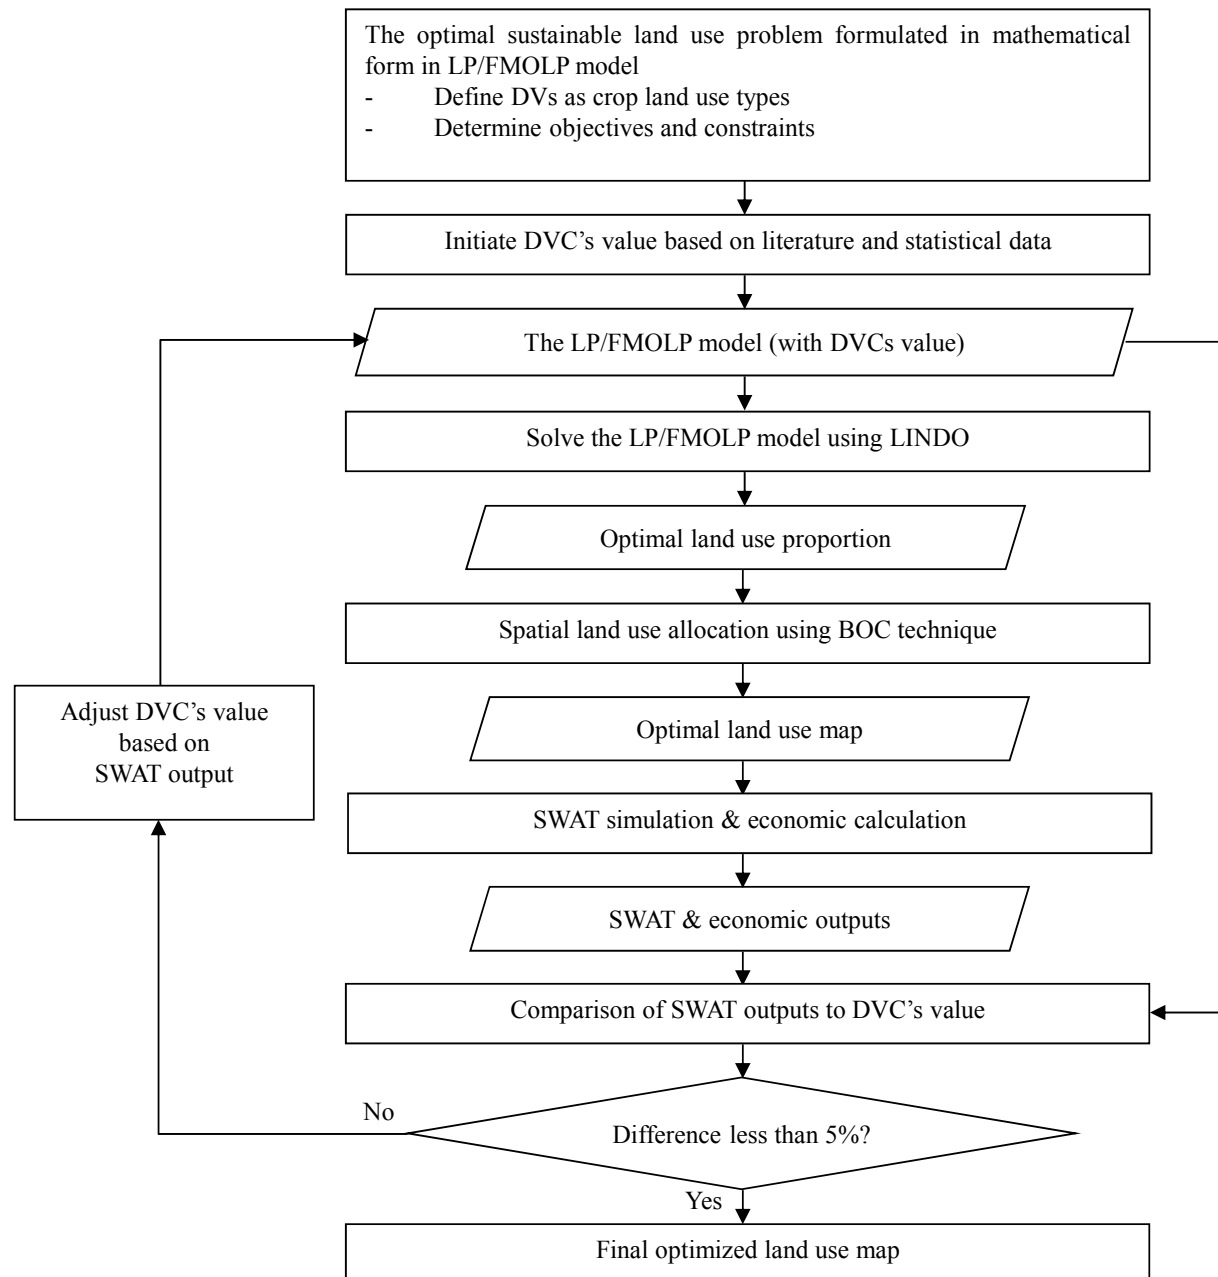 The optimal sustainable land use problem formulated in mathematical
form in LP/FMOLP model
- Define DVs as crop land use types
- Determine objectives and constraints
Initiate DVC’s value based on literature and statistical data
The LP/FMOLP model (with DVCs value)
Solve the LP/FMOLP model using LINDO
Optimal land use proportion
Spatial land use allocation using BOC technique
Adjust DVC’s value
based on
SWAT output
Optimal land use map
SWAT simulation & economic calculation
SWAT & economic outputs
Comparison of SWAT outputs to DVC’s value
No
Difference less than 5%?
Yes
Final optimized land use map